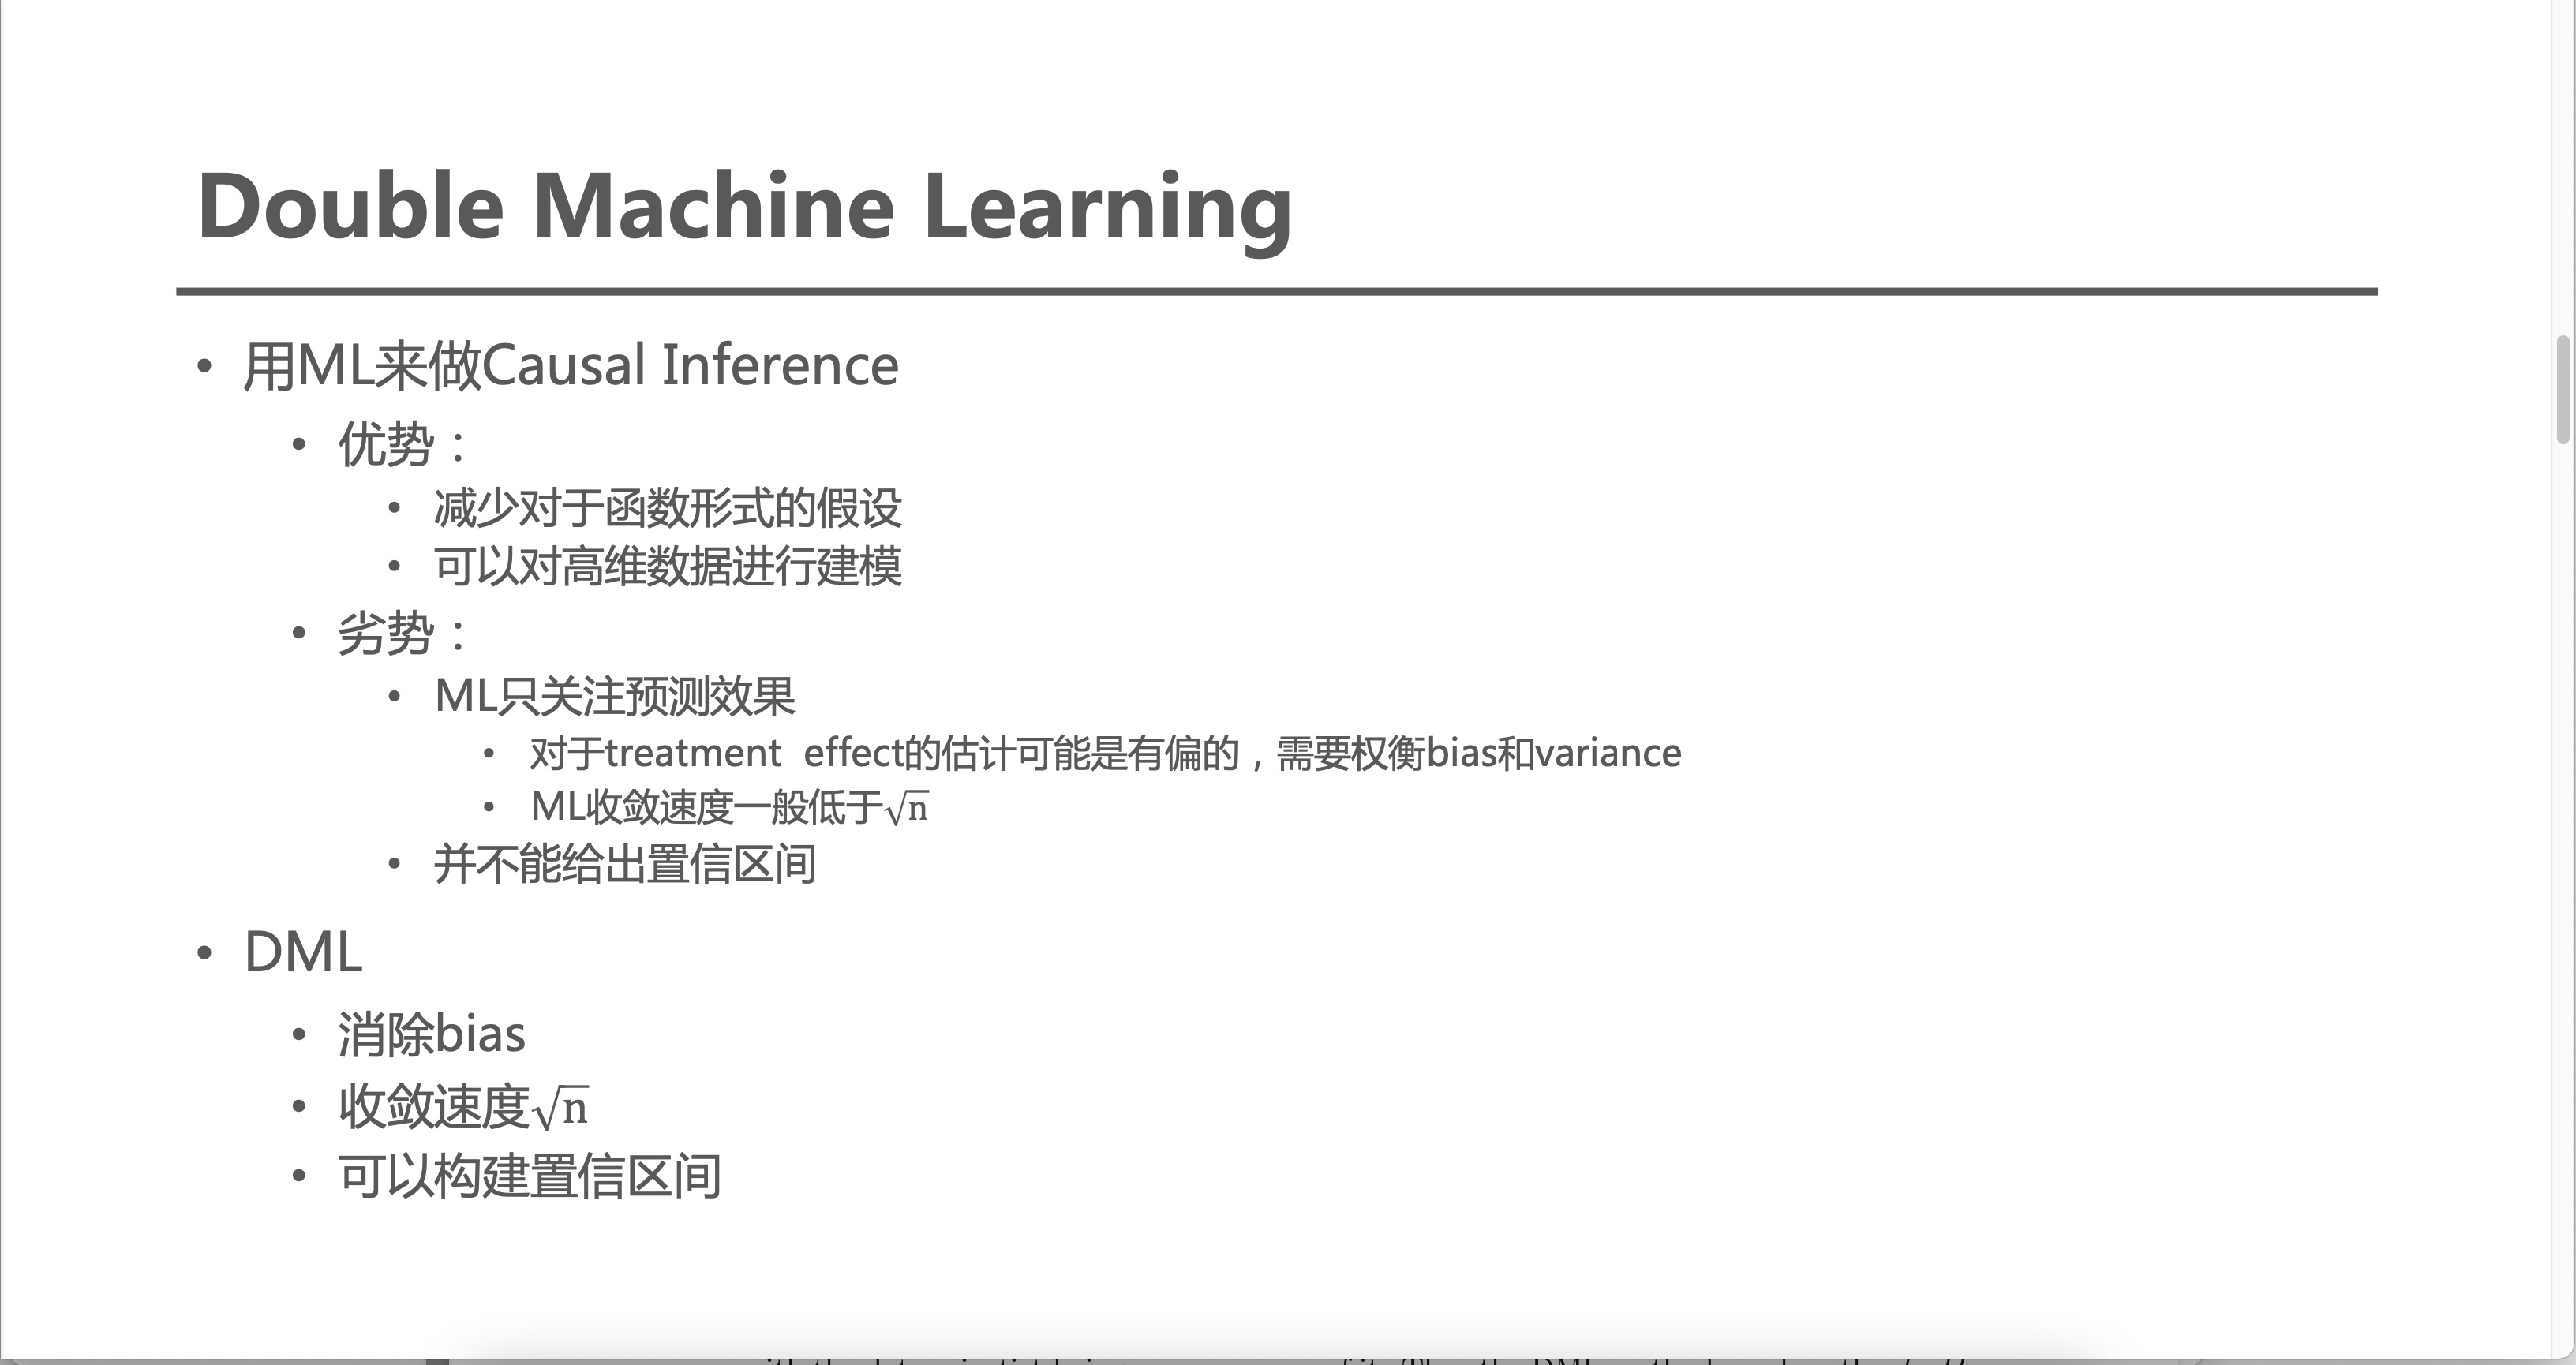 Double Machine Learning
• 用ML来做Causal Inference
• 优势：
• 减少对于函数形式的假设
• 可以对高维数据进行建模
• 劣势：
• ML只关注预测效果
• 对于treatment effect的估计可能是有偏的，需要权衡bias和variance
• ML收敛速度一般低于√n
• 并不能给出置信区间
• DML
• 消除bias
• 收敛速度√n
• 可以构建置信区间